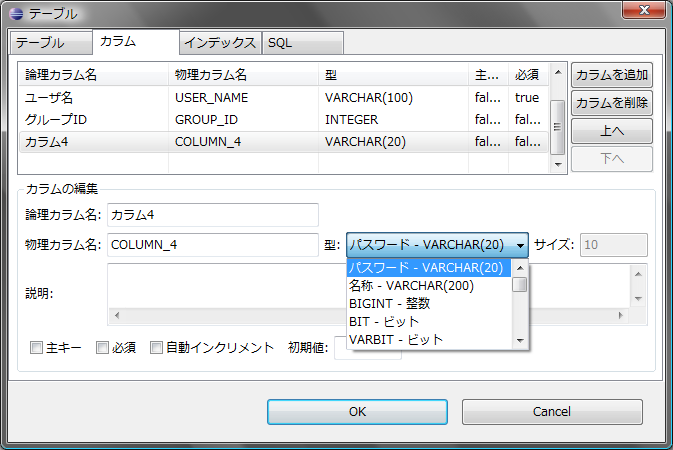 テーブル
テーブル カラム インデックス SQL
論理カラム名 物理カラム名 型 主... 必須
ユーザ名 USER_NAME VARCHAR(100) fal... true
グループID GROUP_ID INTEGER fal... fal...
カラム4 COLUMN_4 VARCHAR(20) fal... fal...
カラムを追加
カラムを削除
上へ
下へ
カラムの編集
論理カラム名: カラム4
物理カラム名: COLUMN_4 型: パスワード - VARCHAR(20) サイズ: 10
パスワード - VARCHAR(20)
名称 - VARCHAR(200)
BIGINT - 整数
BIT - ビット
VARBIT - ビット
説明:
主キー 必須 自動インクリメント 初期値:
OK Cancel